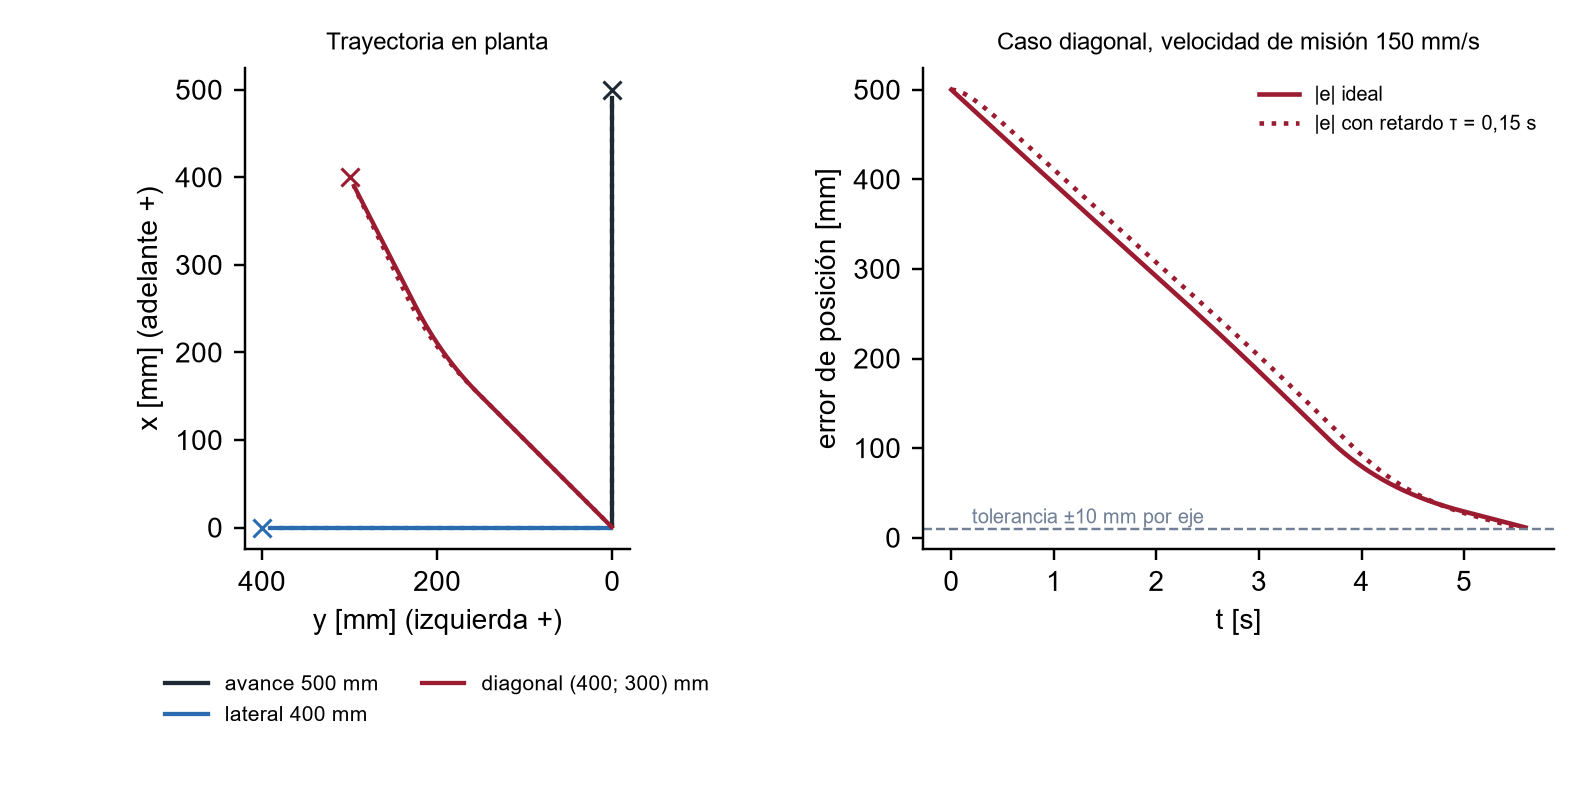 Trayectoria en planta
500
400
300
200
100
0
x [mm] (adelante +)
400
200
0
y [mm] (izquierda +)
avance 500 mm
lateral 400 mm
diagonal (400; 300) mm
Caso diagonal, velocidad de misión 150 mm/s
|e| ideal
|e| con retardo τ = 0,15 s
500
400
300
200
100
0
error de posición [mm]
tolerancia ±10 mm por eje
0
1
2
3
4
5
t [s]